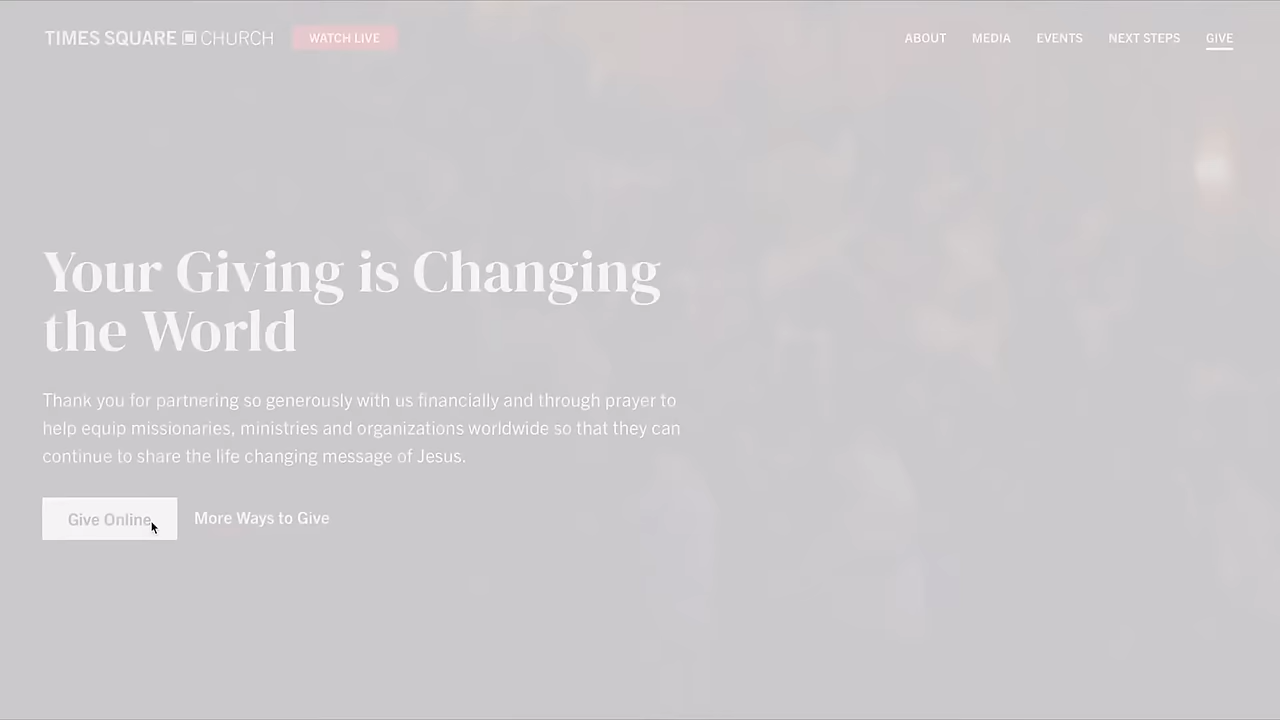 TIMES SQUARE CHURCH
WATCH LIVE
ABOUT
MEDIA
EVENTS
NEXT STEPS
GIVE
Your Giving is Changing
the World
Thank you for partnering so generously with us financially and through prayer to
help equip missionaries, ministries and organizations worldwide so that they can
continue to share the life changing message of Jesus.
Give Online
More Ways to Give